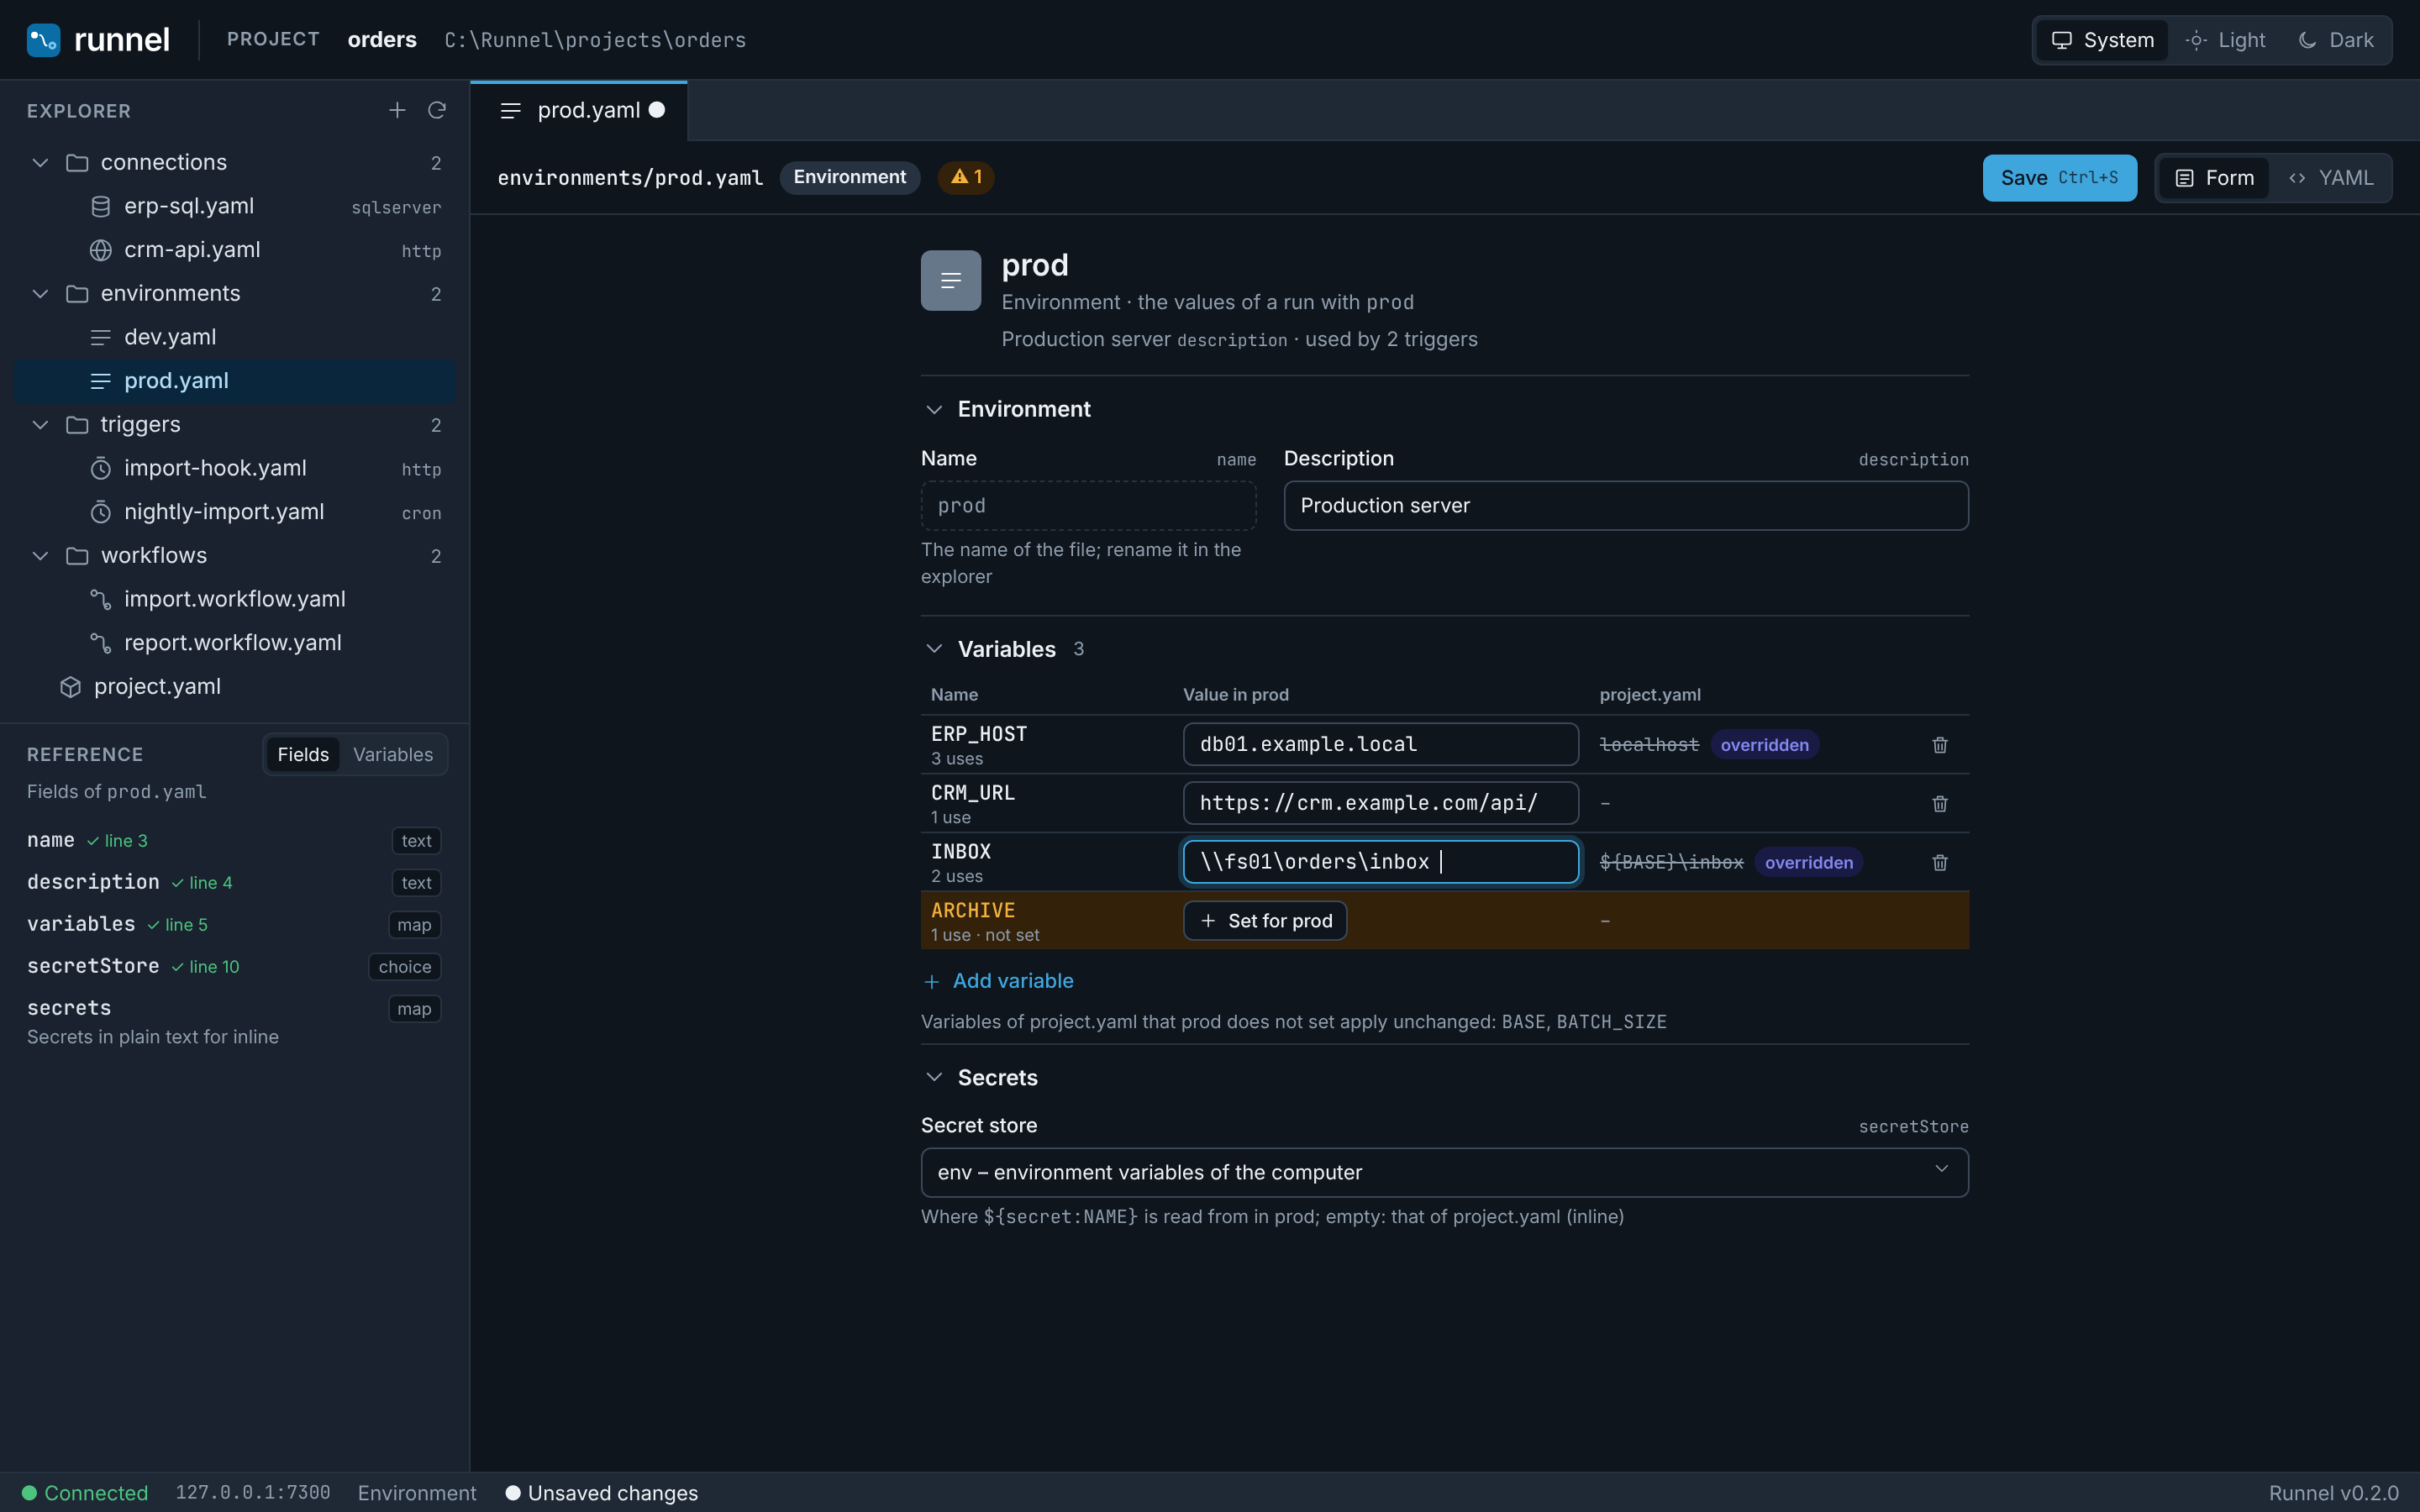 runnel PROJECT orders C:\Runnel\projects\orders System Light Dark
EXPLORER
connections 2
erp-sql.yaml sqlserver
crm-api.yaml http
environments 2
dev.yaml
prod.yaml
triggers 2
import-hook.yaml http
nightly-import.yaml cron
workflows 2
import.workflow.yaml
report.workflow.yaml
project.yaml
REFERENCE Fields Variables
Fields of prod.yaml
name line 3 text
description line 4 text
variables line 5 map
secretStore line 10 choice
secrets map
Secrets in plain text for inline
prod.yaml
environments/prod.yaml Environment 1 Save Ctrl+S Form YAML
prod
Environment · the values of a run with prod
Production server description · used by 2 triggers
Environment
Name name Description description
prod Production server
The name of the file; rename it in the
explorer
Variables 3
Name Value in prod project.yaml
ERP_HOST db01.example.local localhost overridden
3 uses
CRM_URL https://crm.example.com/api/ –
1 use
INBOX \\fs01\orders\inbox ${BASE}\inbox overridden
2 uses
ARCHIVE Set for prod –
1 use · not set
Add variable
Variables of project.yaml that prod does not set apply unchanged: BASE, BATCH_SIZE
Secrets
Secret store secretStore
env – environment variables of the computer
Where ${secret:NAME} is read from in prod; empty: that of project.yaml (inline)
Connected 127.0.0.1:7300 Environment Unsaved changes Runnel v0.2.0